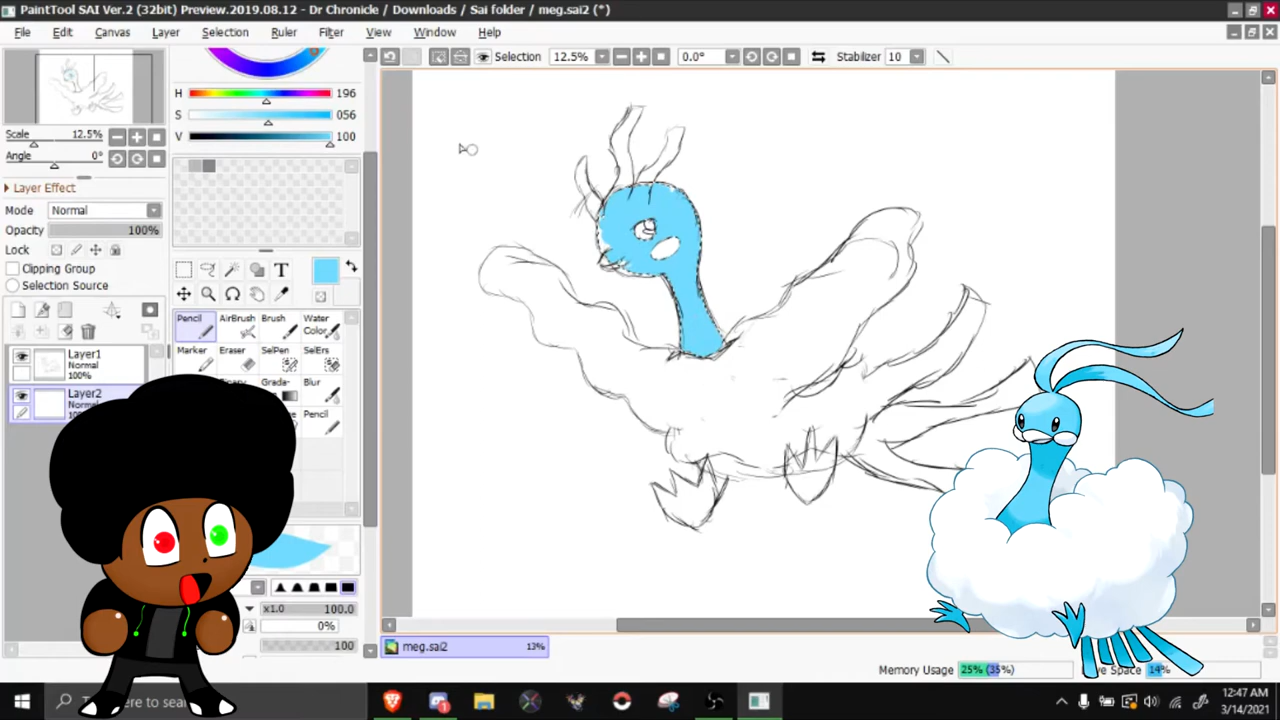 PaintTool SAI Ver.2 (32bit) Preview.2019.08.12 - Dr Chronicle / Downloads / Sai folder / meg.sai2 (*)
File Edit Canvas Layer Selection Ruler Filter View Window Help
Selection 12.5% 0.0° Stabilizer 10
H 196
S 056
V 100
Scale 12.5%
Angle 0°
Layer Effect
Mode Normal
Opacity 100%
Lock
Clipping Group
Selection Source
T
Pencil AirBrush Brush Water Color
Marker Eraser SelPen SelErs
Grada- Blur
Pencil
Layer1
Normal
100%
Layer2
x1.0 100.0
0%
100
meg.sai2 13%
Memory Usage 25% (35%) 14%
here to
12:47 AM
3/14/2021